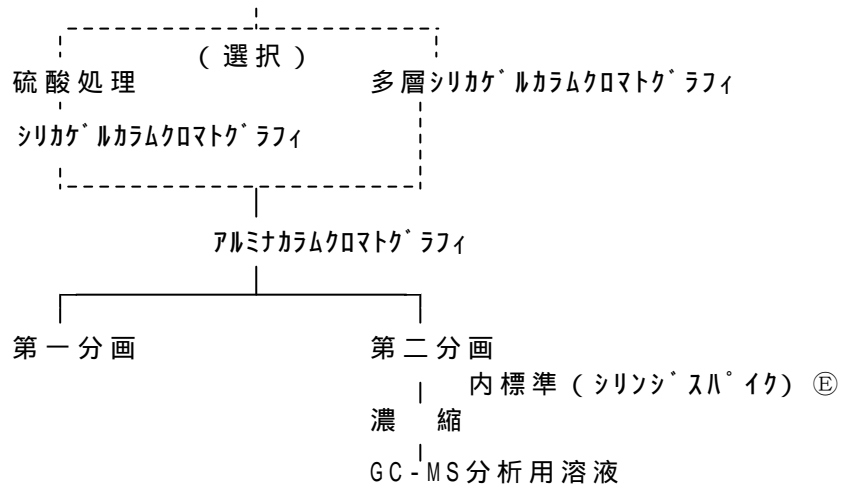 (選択)
硫酸処理 多層シリカゲルカラムクロマトグラフィ
シリカゲルカラムクロマトグラフィ
アルミナカラムクロマトグラフィ
第一分画 第二分画
内標準(シリンジスパイク) Ⓔ
濃 縮
GC-MS分析用溶液